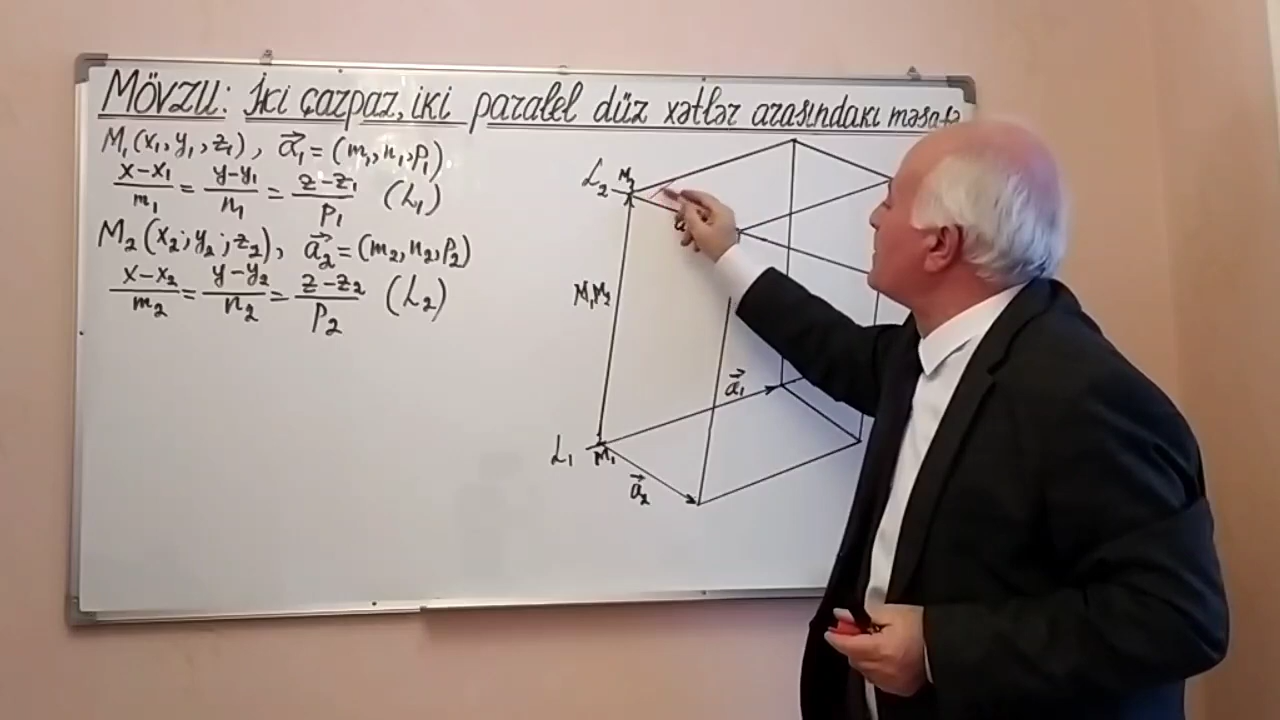 MÖVZU: İki çarpaz, iki paralel düz xətlər arasındakı məsafə
M₁(x₁, y₁, z₁), a⃗₁ = (m₁, n₁, p₁)
x-x₁/m₁ = y-y₁/n₁ = z-z₁/p₁ (L₁)
M₂(x₂; y₂; z₂), a⃗₂ = (m₂, n₂, p₂)
x-x₂/m₂ = y-y₂/n₂ = z-z₂/p₂ (L₂)
L₂ M₂
a
M₁M₂
a⃗₁
L₁ M₁
a⃗₂